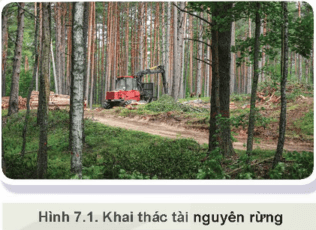 Hình 7.1. Khai thác tài nguyên rừng